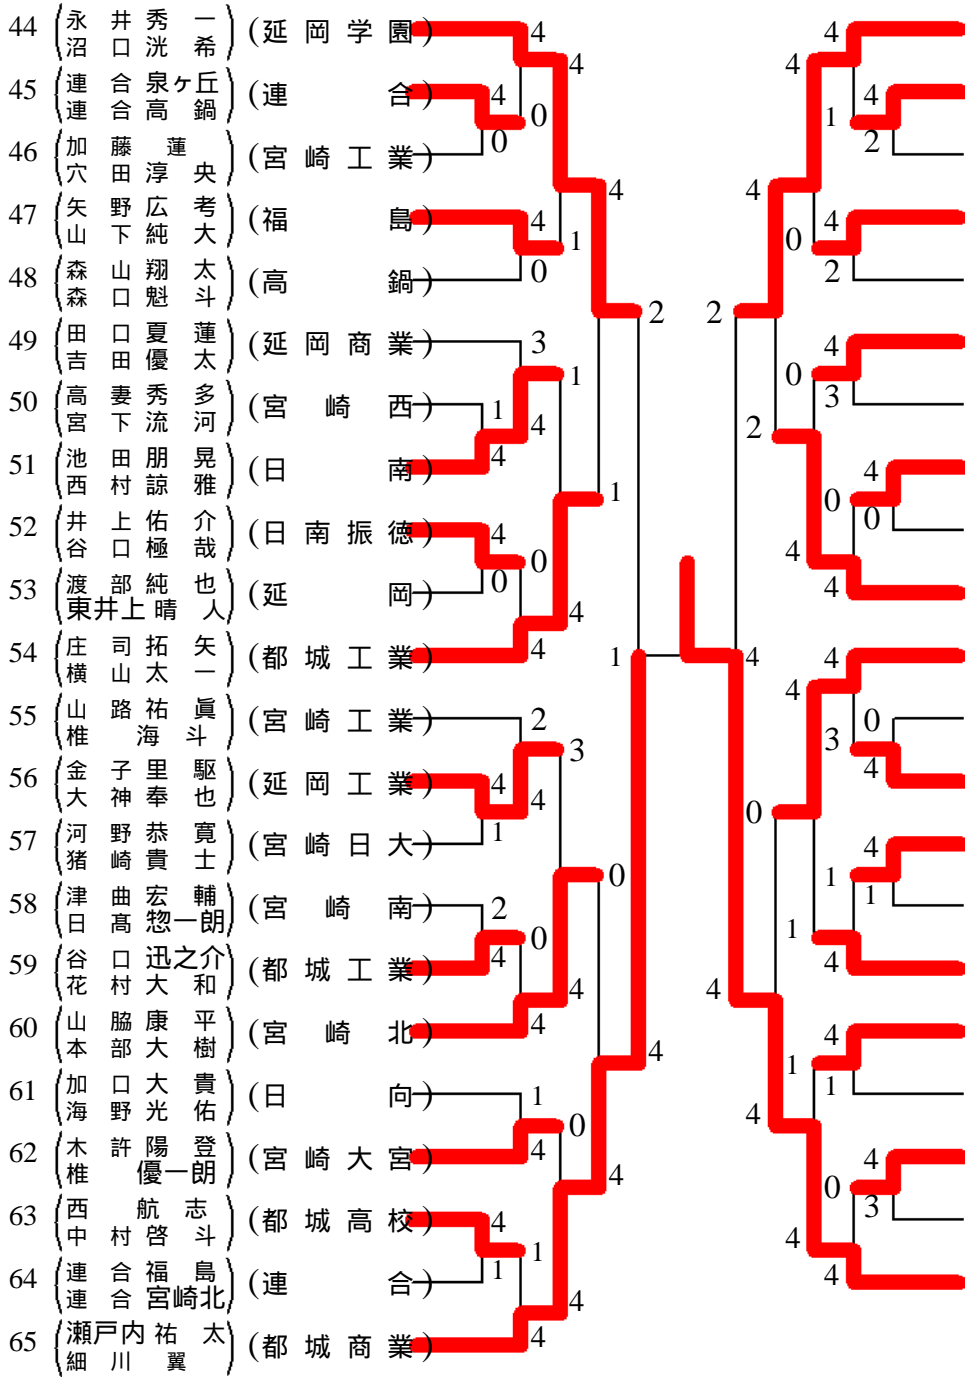 44 永井秀一 (延岡学園) 4 4
沼口洸希 4 4
45 連合泉ヶ丘 (連合) 4 4
連合高鍋 0 1
46 加藤蓮 (宮崎工業) 0 2
穴田淳央 4 4
47 矢野広考 (福島) 4 4
山下純大 1 0
48 森山翔太 (高鍋) 0 2
森口魁斗 2 2
49 田口夏蓮 (延岡商業) 3 4
吉田優太 1 0
50 高妻秀多 (宮崎西) 1 3
宮下流河 4 2
51 池田朋晃 (日南) 4 4
西村諒雅 1 0
52 井上佑介 (日南振徳) 4 0
谷口極哉 0 4
53 渡部純也 (延岡) 0 4
東井上晴人 4
54 庄司拓矢 (都城工業) 4 1 4 4
横山太一 4
55 山路祐眞 (宮崎工業) 2 0
椎海斗 3 3
56 金子里駆 (延岡工業) 4 4
大神奉也 4 0
57 河野恭寛 (宮崎日大) 1 4
猪崎貴士 0 1
58 津曲宏輔 (宮崎南) 2 1
日髙惣一朗 0 1
59 谷口迅之介 (都城工業) 4 4
花村大和 4 4
60 山脇康平 (宮崎北) 4 4
本部大樹 4 1
61 加口大貴 (日向) 1 1
海野光佑 0 4
62 木許陽登 (宮崎大宮) 4 4
椎優一朗 4 0
63 西航志 (都城高校) 4 3
中村啓斗 1 4
64 連合福島 (連合) 1 4
連合宮崎北 4
65 瀬戸内祐太 (都城商業) 4
細川翼